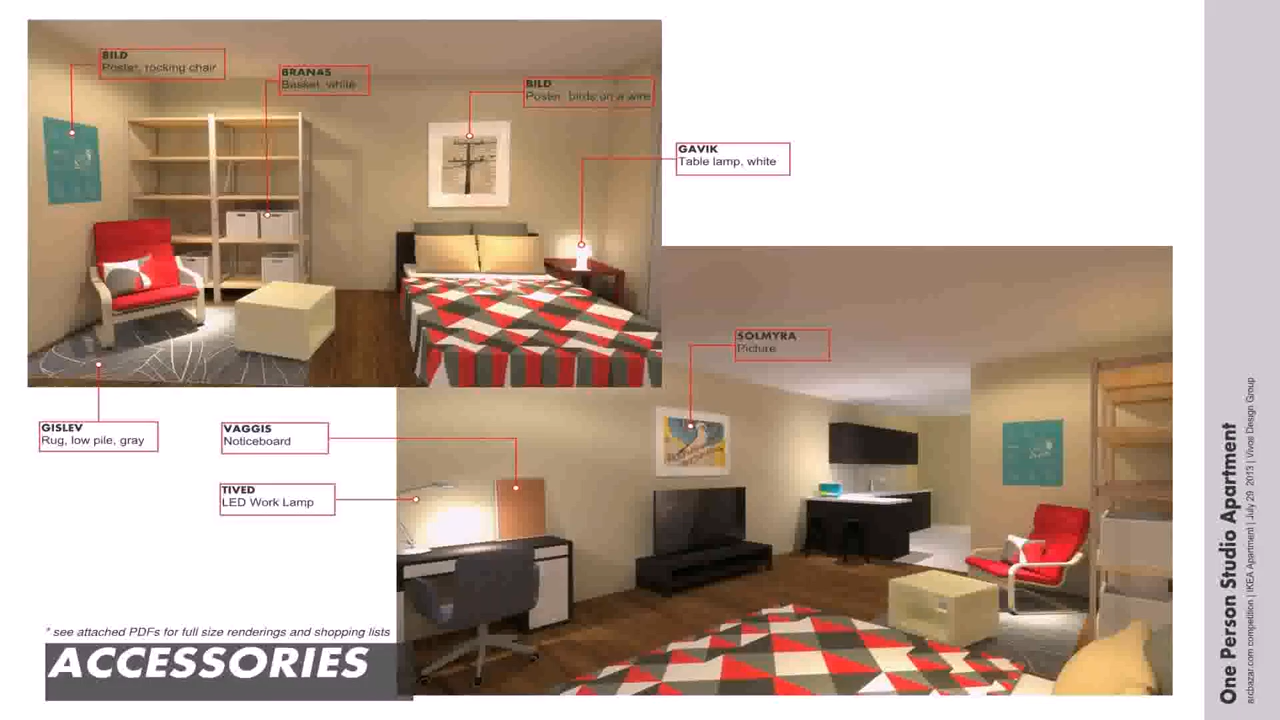 BILD
Poster, rocking chair
BRANÄS
Basket, white
BILD
Poster, birds on a wire
GAVIK
Table lamp, white
SOLMYRA
Picture
GISLEV
Rug, low pile, gray
VAGGIS
Noticeboard
TIVED
LED Work Lamp
* see attached PDFs for full size renderings and shopping lists
ACCESSORIES
One Person Studio Apartment
arcbazar.com competition | IKEA Apartment | July 29, 2013 | Vivos Design Group